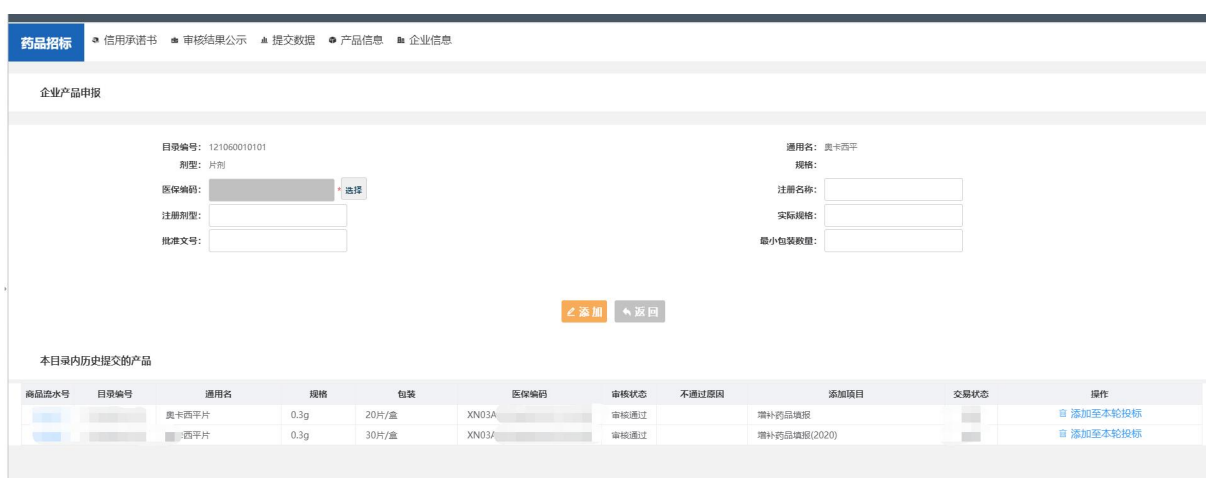 药品招标 信用承诺书 审核结果公示 提交数据 产品信息 企业信息
企业产品申报
目录编号： 121060010101 通用名： 奥卡西平
剂型： 片剂 规格：
医保编码： * 选择 注册名称：
注册剂型： 实际规格：
批准文号： 最小包装数量：
添加 返回
本目录内历史提交的产品
商品流水号 目录编号 通用名 规格 包装 医保编码 审核状态 不通过原因 添加项目 交易状态 操作
奥卡西平片 0.3g 20片/盒 XN03A 审核通过 增补药品填报 添加至本轮投标
西平片 0.3g 30片/盒 XN03A 审核通过 增补药品填报(2020) 添加至本轮投标